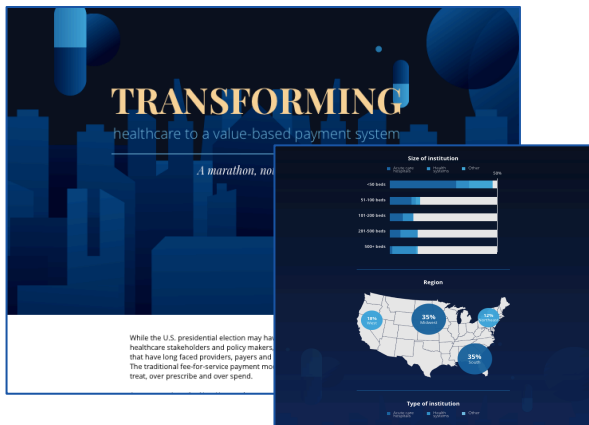 TRANSFORMING
healthcare to a value-based payment system
A marathon, no
While the U.S. presidential election may ha
healthcare stakeholders and policy makers,
that have long faced providers, payers and
The traditional fee-for-service payment mo
treat, over prescribe and over spend.
Size of institution
Acute care hospitals
Health systems
Other
50%
<50 beds
51-100 beds
101-200 beds
201-500 beds
500+ beds
Region
35%
Midwest
35%
South
West
Type of institution
Acute care hospitals
Health systems
Other